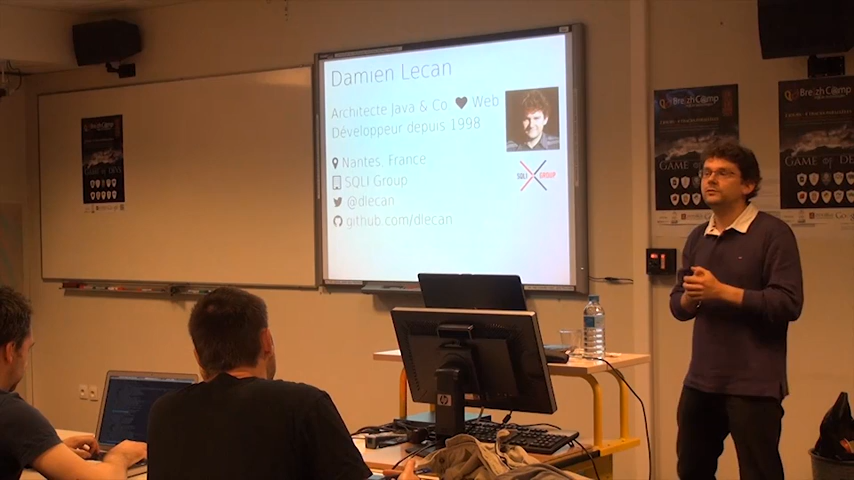 Damien Lecan
Architecte Java & Co ♥ Web
Développeur depuis 1998
Nantes, France
SQLI Group
@dlecan
github.com/dlecan
SQLI GROUP
BreizhCamp
GAME OF DEVS
BreizhCamp
GAME OF DEVS
hp